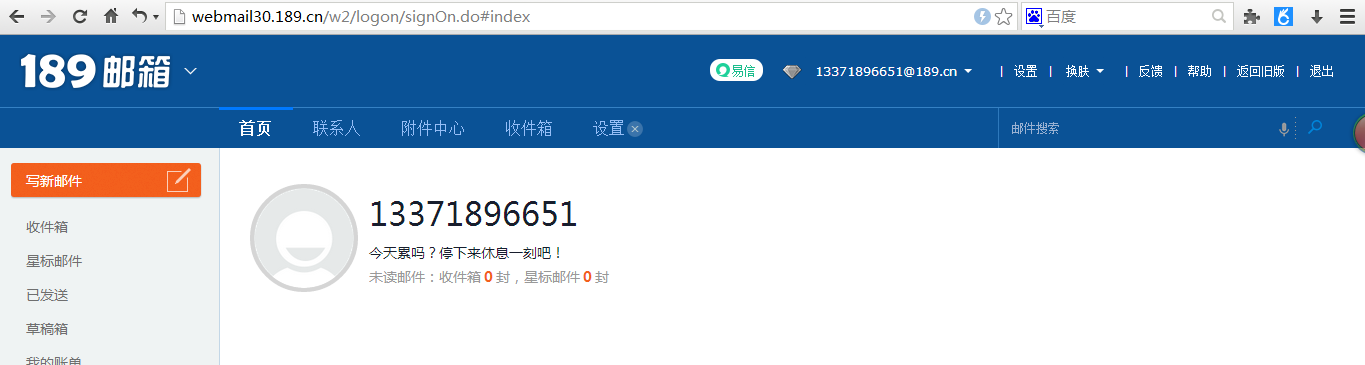 webmail30.189.cn/w2/logon/signOn.do#index 百度
189邮箱 易信 13371896651@189.cn | 设置 | 换肤 | 反馈 | 帮助 | 返回旧版 | 退出
首页 联系人 附件中心 收件箱 设置 邮件搜索
写新邮件
收件箱
星标邮件
已发送
草稿箱
我的账单
13371896651
今天累吗？停下来休息一刻吧！
未读邮件：收件箱 0 封，星标邮件 0 封